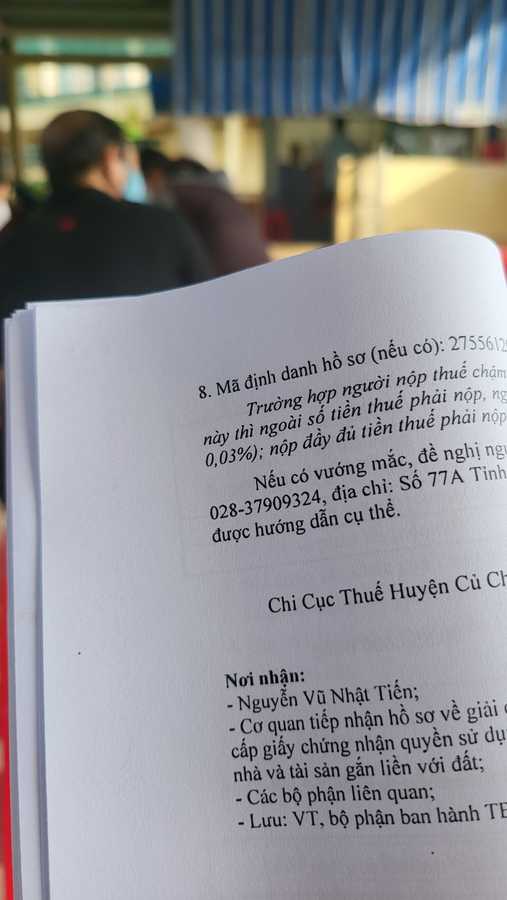 8. Mã định danh hồ sơ (nếu có): 2755612
Trường hợp người nộp thuế chậm
này thì ngoài số tiền thuế phải nộp, ng
0,03%); nộp đầy đủ tiền thuế phải nộp
Nếu có vướng mắc, đề nghị ngư
028-37909324, địa chỉ: Số 77A Tỉnh
được hướng dẫn cụ thể.
Chi Cục Thuế Huyện Củ Ch
Nơi nhận:
- Nguyễn Vũ Nhật Tiến;
- Cơ quan tiếp nhận hồ sơ về giải
cấp giấy chứng nhận quyền sử dụ
nhà và tài sản gắn liền với đất;
- Các bộ phận liên quan;
- Lưu: VT, bộ phận ban hành TB